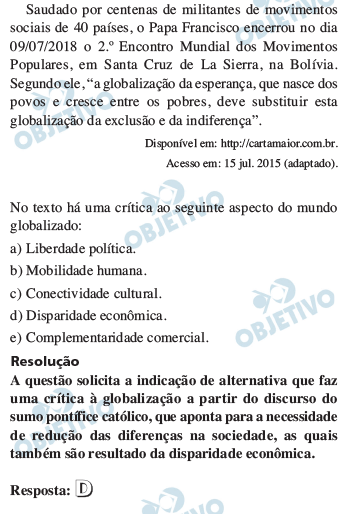 Saudado por centenas de militantes de movimentos
sociais de 40 países, o Papa Francisco encerrou no dia
09/07/2018 o 2.º Encontro Mundial dos Movimentos
Populares, em Santa Cruz de La Sierra, na Bolívia.
Segundo ele, “a globalização da esperança, que nasce dos
povos e cresce entre os pobres, deve substituir esta
globalização da exclusão e da indiferença”.
Disponível em: http://cartamaior.com.br.
Acesso em: 15 jul. 2015 (adaptado).
No texto há uma crítica ao seguinte aspecto do mundo
globalizado:
a) Liberdade política.
b) Mobilidade humana.
c) Conectividade cultural.
d) Disparidade econômica.
e) Complementaridade comercial.
Resolução
A questão solicita a indicação de alternativa que faz
uma crítica à globalização a partir do discurso do
sumo pontífice católico, que aponta para a necessidade
de redução das diferenças na sociedade, as quais
também são resultado da disparidade econômica.
Resposta: D
OBJETIVO
OBJETIVO
OBJETIVO